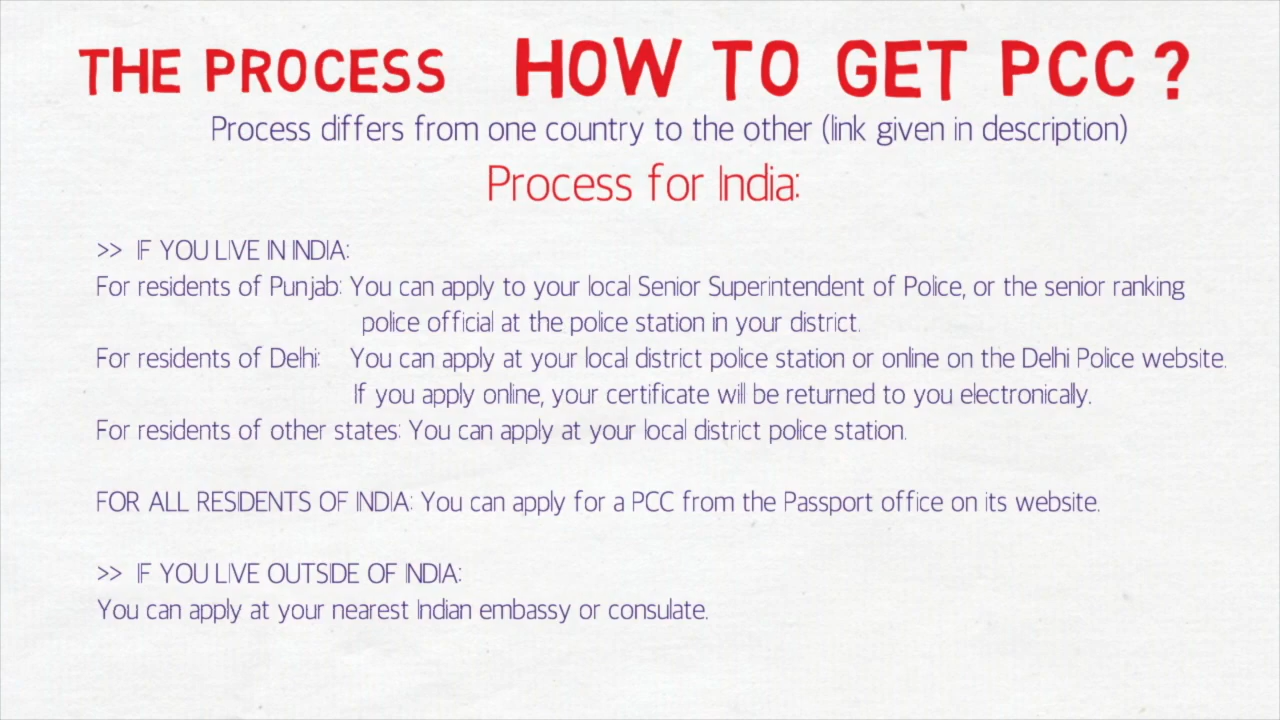 THE PROCESS HOW TO GET PCC ?
Process differs from one country to the other (link given in description)
Process for India:
>> IF YOU LIVE IN INDIA:
For residents of Punjab: You can apply to your local Senior Superintendent of Police, or the senior ranking
police official at the police station in your district.
For residents of Delhi: You can apply at your local district police station or online on the Delhi Police website.
If you apply online, your certificate will be returned to you electronically.
For residents of other states: You can apply at your local district police station.
FOR ALL RESIDENTS OF INDIA: You can apply for a PCC from the Passport office on its website.
>> IF YOU LIVE OUTSIDE OF INDIA:
You can apply at your nearest Indian embassy or consulate.